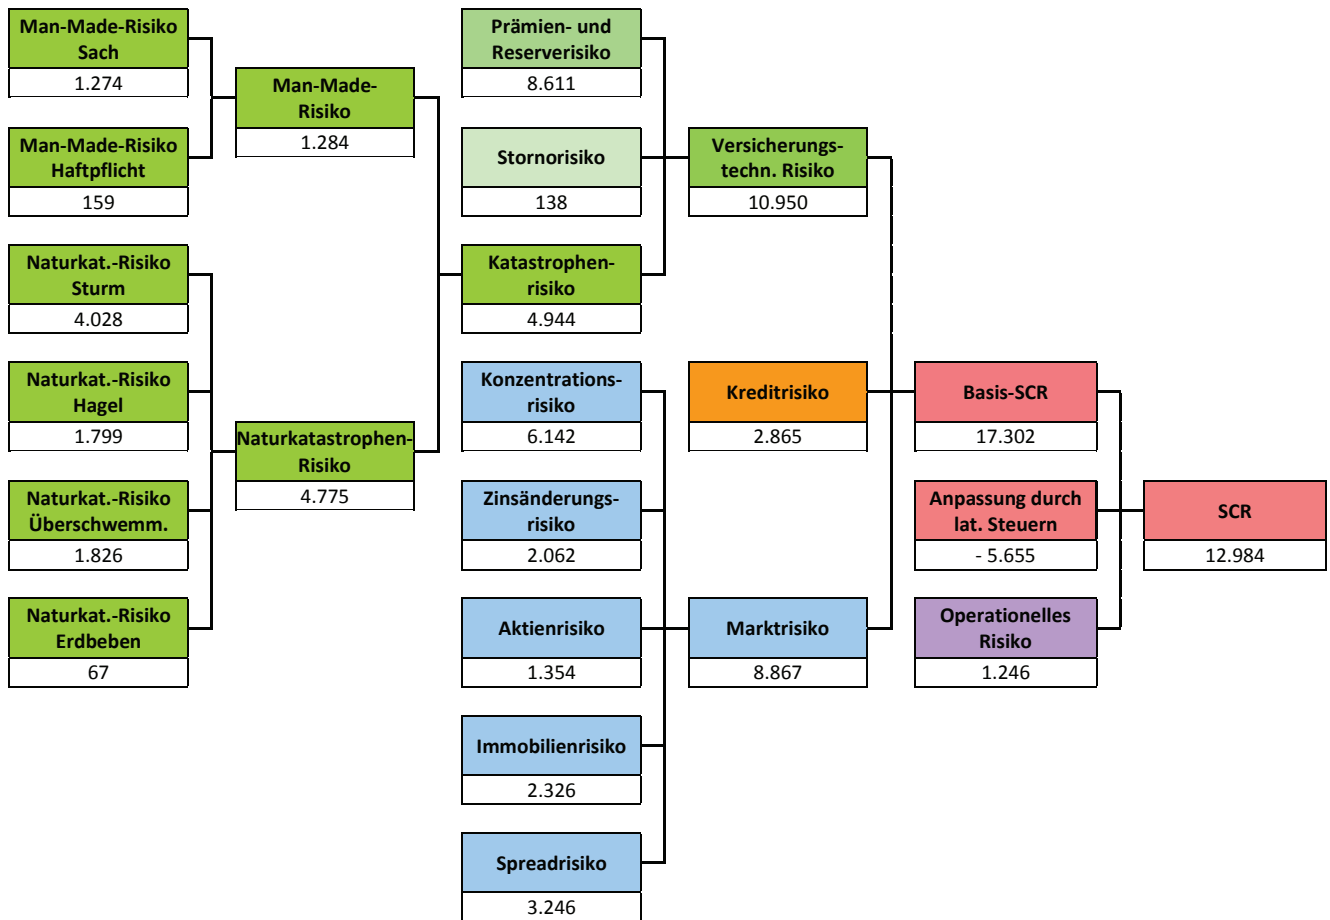 Man-Made-Risiko
Sach
1.274
Man-Made-Risiko
Haftpflicht
159
Naturkat.-Risiko
Sturm
4.028
Naturkat.-Risiko
Hagel
1.799
Naturkat.-Risiko
Überschwemm.
1.826
Naturkat.-Risiko
Erdbeben
67
Man-Made-
Risiko
1.284
Naturkatastrophen-
Risiko
4.775
Prämien- und
Reserverisiko
8.611
Stornorisiko
138
Katastrophen-
risiko
4.944
Konzentrations-
risiko
6.142
Zinsänderungs-
risiko
2.062
Aktienrisiko
1.354
Immobilienrisiko
2.326
Spreadrisiko
3.246
Versicherungs-
techn. Risiko
10.950
Kreditrisiko
2.865
Marktrisiko
8.867
Basis-SCR
17.302
Anpassung durch
lat. Steuern
- 5.655
Operationelles
Risiko
1.246
SCR
12.984